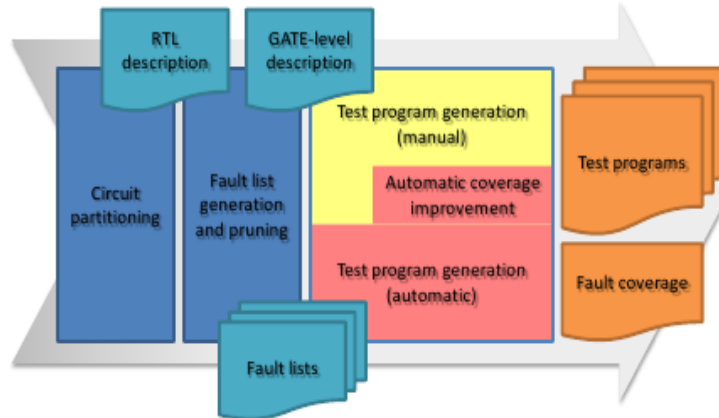 RTL
description
GATE-level
description
Circuit
partitioning
Fault list
generation
and pruning
Test program generation
(manual)
Automatic coverage
improvement
Test program generation
(automatic)
Test programs
Fault coverage
Fault lists